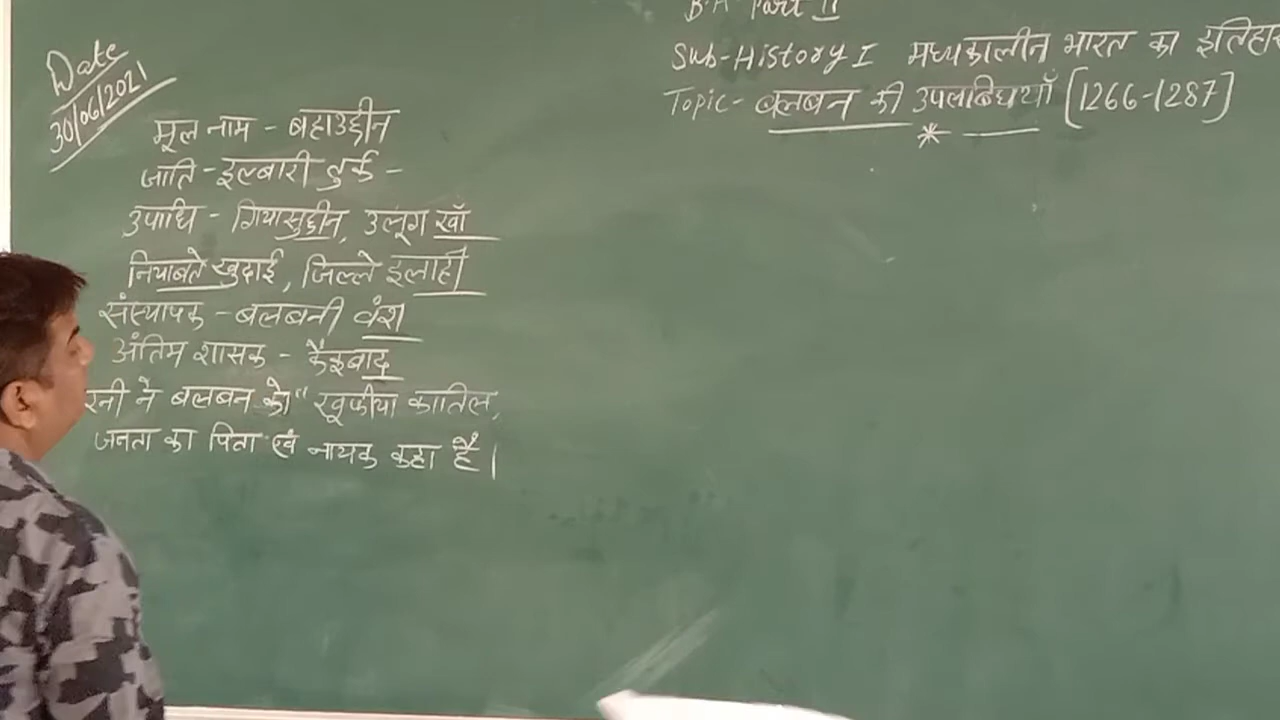 Date
30/06/2021
मूल नाम - बहाउद्दीन
जाति - इल्बारी तुर्क -
उपाधि - गियासुद्दीन, उलूग खाँ
नियाबते खुदाई, जिल्ले इलाही
संस्थापक - बलबनी वंश
अंतिम शासक - कैकुबाद
रनी ने बलबन को "खूफीया कातिल,
जनता का पिता एवं नायक कहा है।
B.A Part II
Sub-History I मध्यकालीन भारत का इतिहास
Topic - बलबन की उपलब्धियाँ [1266-1287]
*